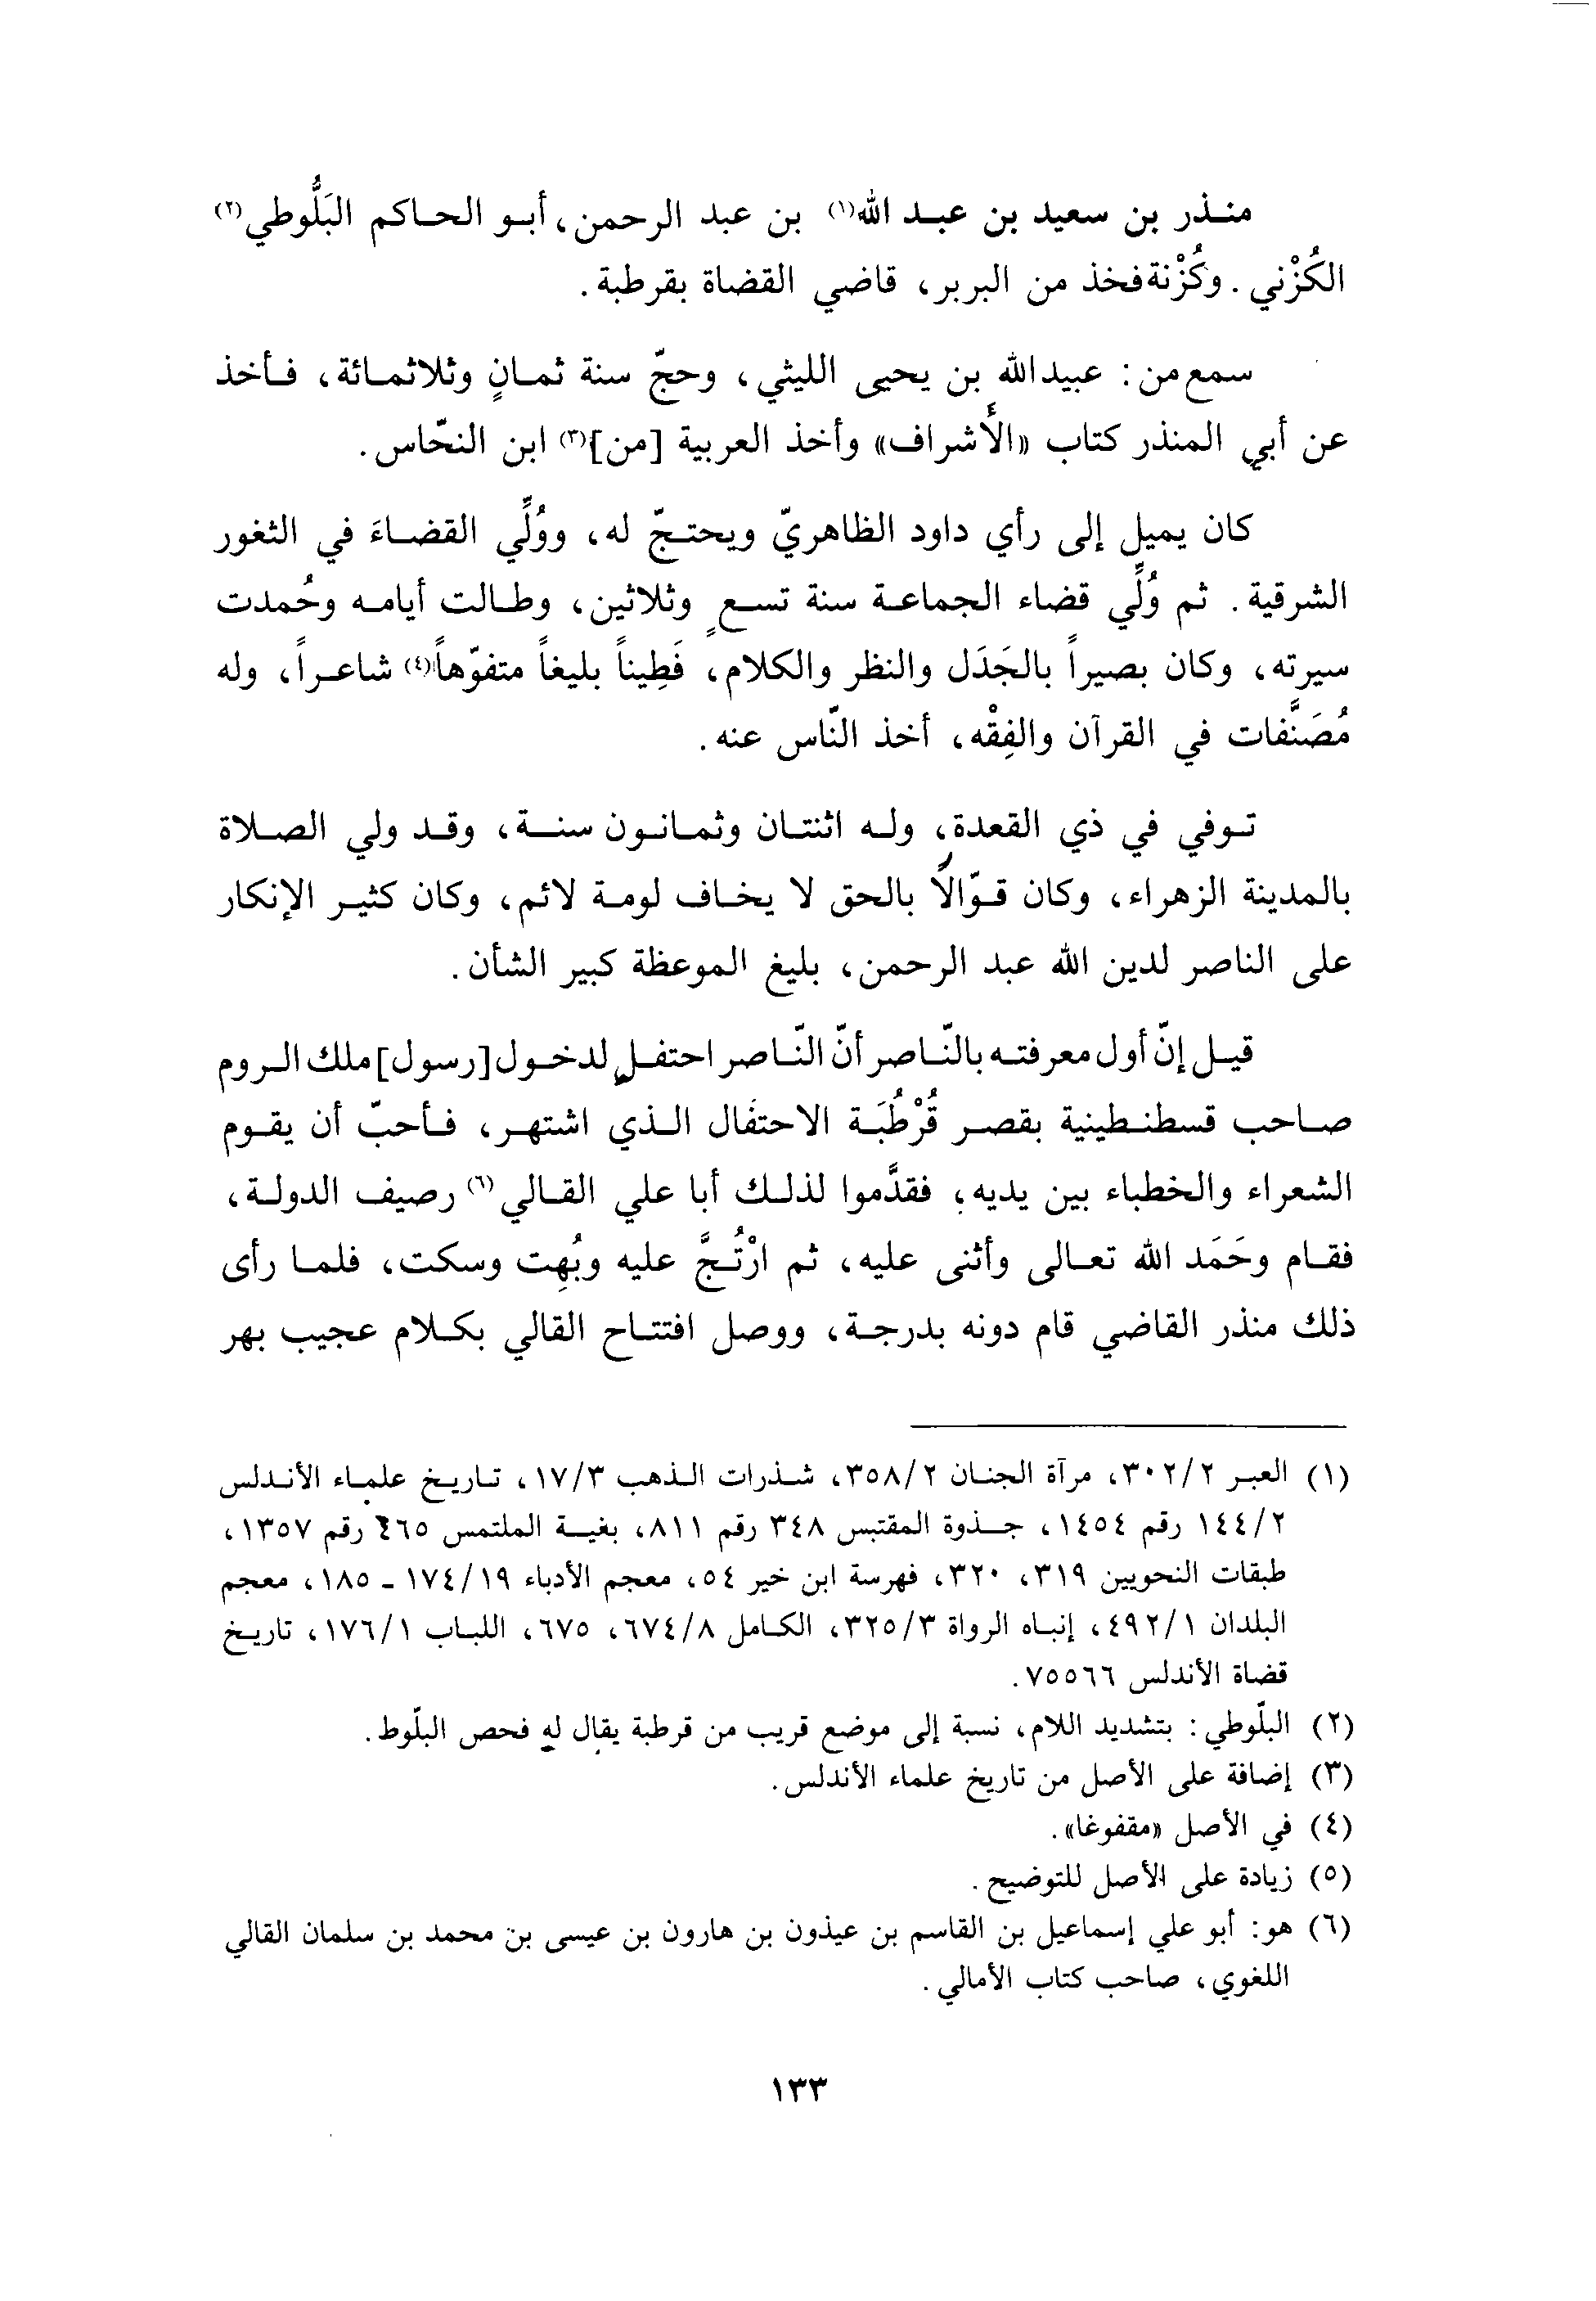 منذر بن سعيد بن عبد الله(١) بن عبد الرحمن، أبو الحاكم البَلُّوطي(٢)
الكُزْني. وكُزْنة فخذ من البربر، قاضي القضاة بقرطبة.
سمع من: عبيد الله بن يحيى الليثي، وحجّ سنة ثمانٍ وثلاثمائة، فأخذ
عن أبي المنذر كتاب «الأشراف» وأخذ العربية [من](٣) ابن النحّاس.
كان يميل إلى رأي داود الظاهريّ ويحتجّ له، ووُلِّي القضاءَ في الثغور
الشرقية. ثم وُلِّي قضاء الجماعة سنة تسعٍ وثلاثين، وطالت أيامه وحُمدت
سيرته، وكان بصيراً بالجَدَل والنظر والكلام، فَطِيناً بليغاً متفوّهاً(٤) شاعراً، وله
مُصَنَّفات في القرآن والفِقْه، أخذ النّاس عنه.
توفي في ذي القعدة، وله اثنتان وثمانون سنة، وقد ولي الصلاة
بالمدينة الزهراء، وكان قوّالًا بالحق لا يخاف لومة لائم، وكان كثير الإنكار
على الناصر لدين الله عبد الرحمن، بليغ الموعظة كبير الشأن.
قيل إنّ أول معرفته بالنّاصر أنّ النّاصر احتفل لدخول [رسول] ملك الروم
صاحب قسطنطينية بقصر قُرْطُبَة الاحتفال الذي اشتهر، فأحبّ أن يقوم
الشعراء والخطباء بين يديه، فقدَّموا لذلك أبا علي القالي(٦) رصيف الدولة،
فقام وحَمَد الله تعالى وأثنى عليه، ثم ارْتُجَّ عليه وبُهِت وسكت، فلما رأى
ذلك منذر القاضي قام دونه بدرجة، ووصل افتتاح القالي بكلام عجيب بهر
(١) العبر ٣٠٢/٢، مرآة الجنان ٣٥٨/٢، شذرات الذهب ١٧/٣، تاريخ علماء الأندلس
١٤٤/٢ رقم ١٤٥٤، جذوة المقتبس ٣٤٨ رقم ٨١١، بغية الملتمس ٤٦٥ رقم ١٣٥٧،
طبقات النحويين ٣١٩، ٣٢٠، فهرسة ابن خير ٥٤، معجم الأدباء ١٧٤/١٩ - ١٨٥، معجم
البلدان ٤٩٢/١، إنباه الرواة ٣٢٥/٣، الكامل ٦٧٤/٨، ٦٧٥، اللباب ١٧٦/١، تاريخ
قضاة الأندلس ٧٥٥٦٦.
(٢) البلّوطي: بتشديد اللام، نسبة إلى موضع قريب من قرطبة يقال له فحص البلّوط.
(٣) إضافة على الأصل من تاريخ علماء الأندلس.
(٤) في الأصل «مقفوغا».
(٥) زيادة على الأصل للتوضيح.
(٦) هو: أبو علي إسماعيل بن القاسم بن عيذون بن هارون بن عيسى بن محمد بن سلمان القالي
اللغوي، صاحب كتاب الأمالي.
١٣٣